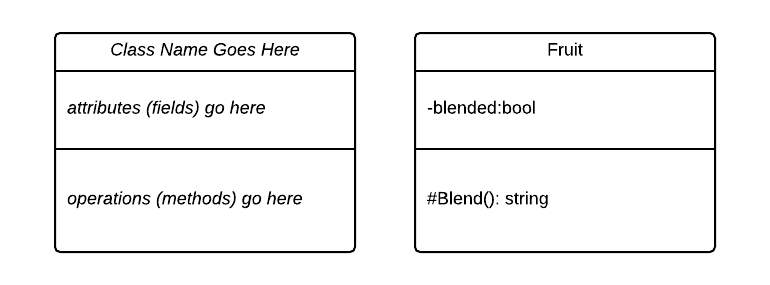 Class Name Goes Here
attributes (fields) go here
operations (methods) go here
Fruit
-blended:bool
#Blend(): string